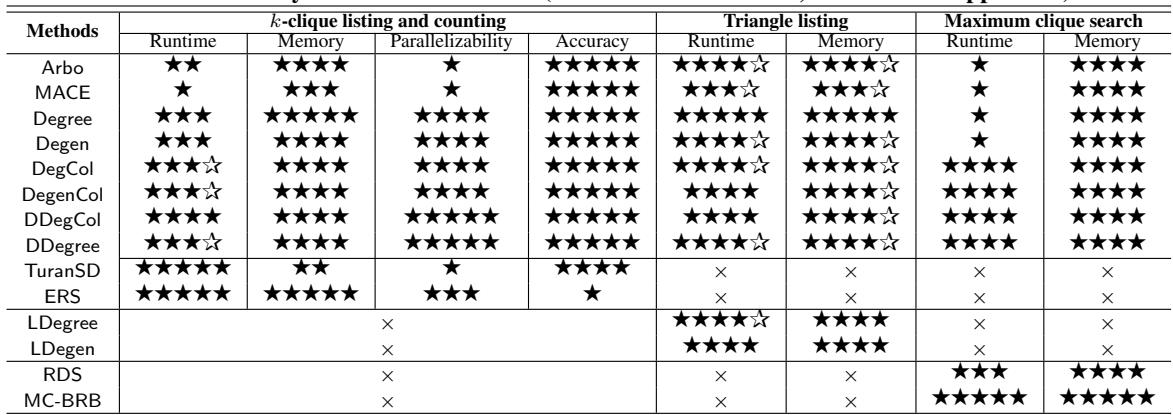 k-clique listing and counting Triangle listing Maximum clique search
Methods
Runtime Memory Parallelizability Accuracy Runtime Memory Runtime Memory
Arbo ★★ ★★★★ ★ ★★★★★ ★★★★☆ ★★★★☆ ★ ★★★★
MACE ★ ★★★ ★ ★★★★★ ★★★☆ ★★★☆ ★ ★★★★
Degree ★★★ ★★★★★ ★★★★ ★★★★★ ★★★★★ ★★★★★ ★ ★★★★
Degen ★★★ ★★★★ ★★★★ ★★★★★ ★★★★☆ ★★★★☆ ★ ★★★★
DegCol ★★★☆ ★★★★ ★★★★ ★★★★★ ★★★★☆ ★★★★☆ ★★★★ ★★★★
DegenCol ★★★☆ ★★★★ ★★★★ ★★★★★ ★★★★ ★★★★☆ ★★★★ ★★★★
DDegCol ★★★★ ★★★★ ★★★★★ ★★★★★ ★★★★ ★★★★☆ ★★★★ ★★★★
DDegree ★★★☆ ★★★★ ★★★★★ ★★★★★ ★★★★☆ ★★★★☆ ★★★★ ★★★★
TuranSD ★★★★★ ★★ ★ ★★★★ × × × ×
ERS ★★★★★ ★★★★★ ★★★ ★ × × × ×
LDegree × ★★★★☆ ★★★★ × ×
LDegen × ★★★★ ★★★★ × ×
RDS × × × ★★★ ★★★★
MC-BRB × × × ★★★★★ ★★★★★